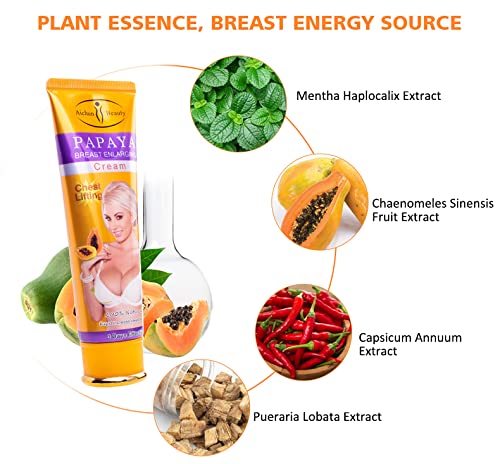 PLANT ESSENCE, BREAST ENERGY SOURCE
Mentha Haplocalix Extract
Aichun Beauty
PAPAYA
BREAST ENLARGING
Cream
Chest
Lifting
Chaenomeles Sinensis
Fruit Extract
Capsicum Annuum
Extract
Pueraria Lobata Extract